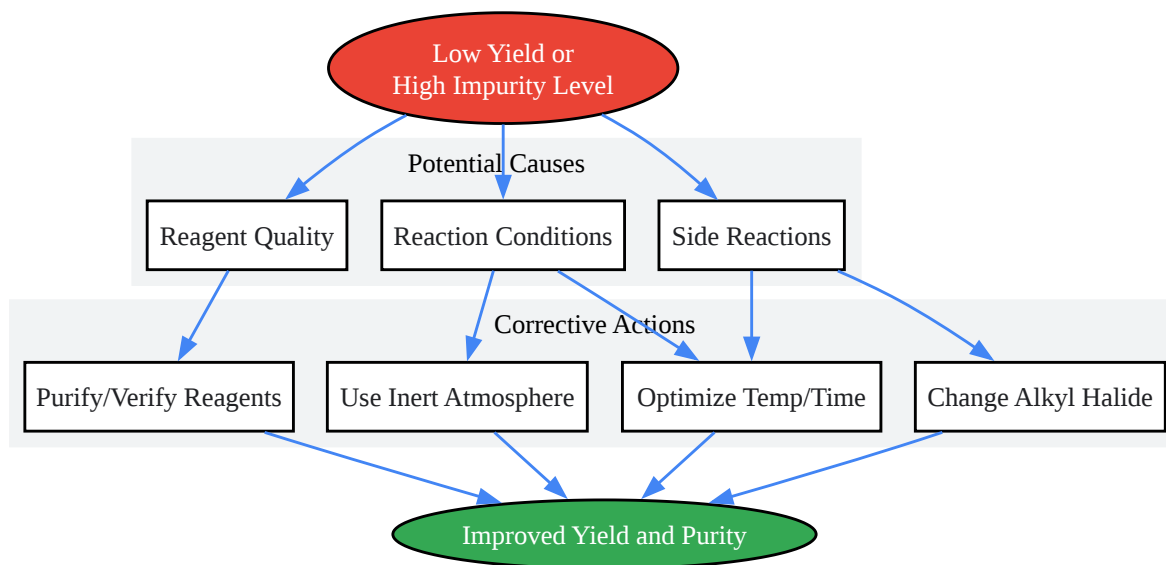 Low Yield or
High Impurity Level
Potential Causes
Reagent Quality
Reaction Conditions
Side Reactions
Corrective Actions
Purify/Verify Reagents
Use Inert Atmosphere
Optimize Temp/Time
Change Alkyl Halide
Improved Yield and Purity